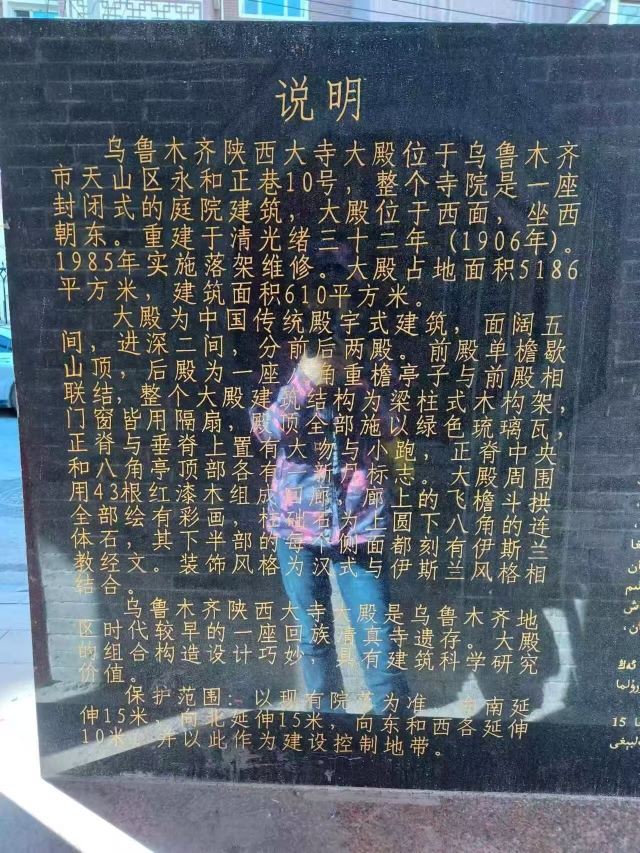 说明
乌鲁木齐陕西大寺大殿位于乌鲁木齐
市天山区永和正巷10号，整个寺院是一座
封闭式的庭院建筑，大殿位于西面，坐西
朝东。重建于清光绪三十二年（1906年）。
1985年实施落架维修。大殿占地面积5186
平方米，建筑面积610平方米。
大殿为中国传统殿宇式建筑，面阔五
间，进深二间，分前后两殿。前殿单檐歇
山顶，后殿为一座八角重檐亭子与前殿相
联结，整个大殿建筑结构为梁柱式木构架，
门窗皆用隔扇，殿顶全部施以绿色琉璃瓦，
正脊与垂脊上置有大吻与小跑，正脊中央
和八角亭顶部各有新月标志。大殿周围
用43根红漆木组成回廊，廊上的飞檐斗拱
全部绘有彩画，柱础石为上圆下八角的连
体石，其下半部的每个侧面都刻有伊斯兰
教经文。装饰风格为汉式与伊斯兰风格相
结合。
乌鲁木齐陕西大寺大殿是乌鲁木齐地
区时代较早的一座回族清真寺遗存。大殿
的组合构造设计巧妙，具有建筑科学研究
价值。
保护范围：以现有院落为准，向南延
伸15米，向北延伸15米，向东和西各延伸
10米，并以此作为建设控制地带。
15